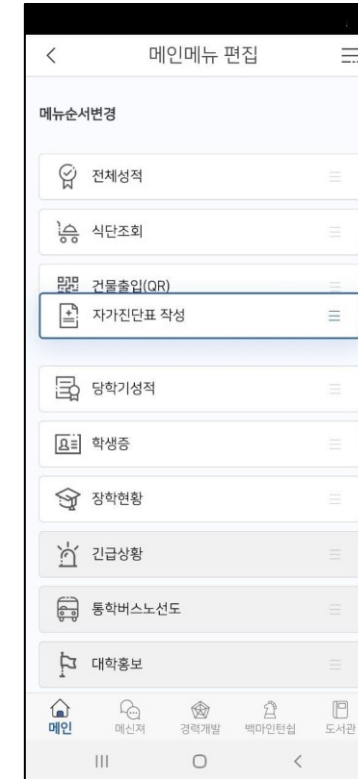 메인메뉴 편집
메뉴순서변경
전체성적
식단조회
건물출입(QR)
자가진단표 작성
당학기성적
학생증
장학현황
긴급상황
통학버스노선도
대학홍보
메인 메신져 경력개발 백마인턴쉽 도서관